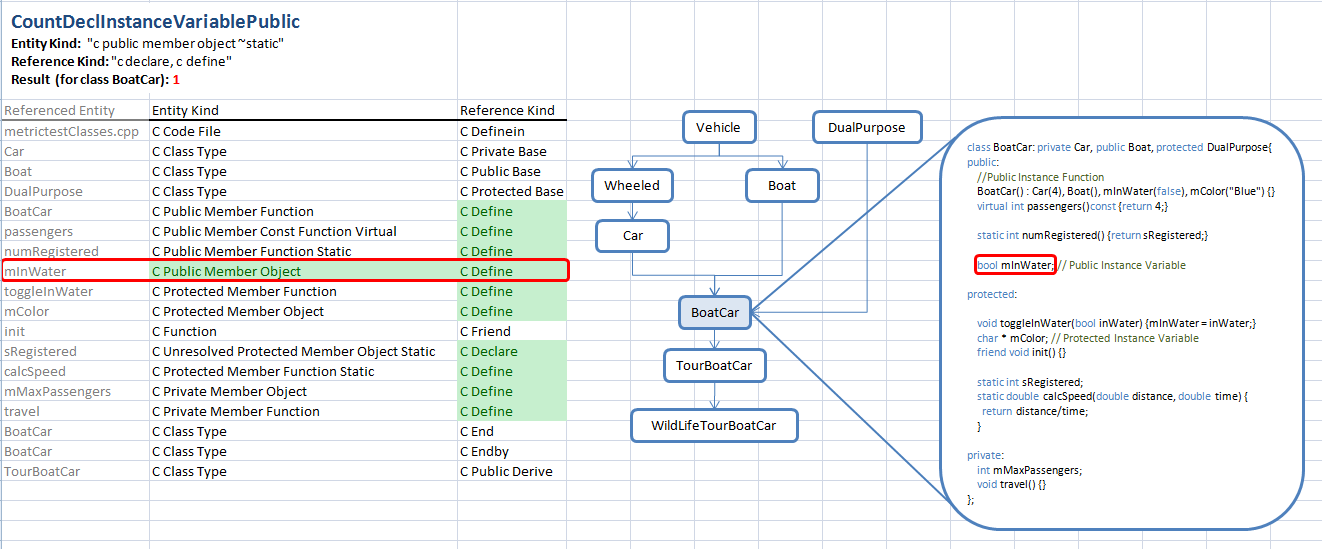 CountDeclInstanceVariablePublic
Entity Kind: "c public member object ~static"
Reference Kind: "c declare, c define"
Result (for class BoatCar): 1
Referenced Entity Entity Kind Reference Kind
metrictestClasses.cpp C Code File C Definein
Car C Class Type C Private Base
Boat C Class Type C Public Base
DualPurpose C Class Type C Protected Base
BoatCar C Public Member Function C Define
passengers C Public Member Const Function Virtual C Define
numRegistered C Public Member Function Static C Define
mInWater C Public Member Object C Define
toggleInWater C Protected Member Function C Define
mColor C Protected Member Object C Define
init C Function C Friend
sRegistered C Unresolved Protected Member Object Static C Declare
calcSpeed C Protected Member Function Static C Define
mMaxPassengers C Private Member Object C Define
travel C Private Member Function C Define
BoatCar C Class Type C End
BoatCar C Class Type C Endby
TourBoatCar C Class Type C Public Derive
Vehicle
DualPurpose
Wheeled
Boat
Car
BoatCar
TourBoatCar
WildLifeTourBoatCar
class BoatCar: private Car, public Boat, protected DualPurpose{
public:
//Public Instance Function
BoatCar() : Car(4), Boat(), mInWater(false), mColor("Blue") {}
virtual int passengers()const {return 4;}
static int numRegistered() {return sRegistered;}
bool mInWater; // Public Instance Variable
protected:
void toggleInWater(bool inWater) {mInWater = inWater;}
char * mColor; // Protected Instance Variable
friend void init() {}
static int sRegistered;
static double calcSpeed(double distance, double time) {
return distance/time;
}
private:
int mMaxPassengers;
void travel() {}
};